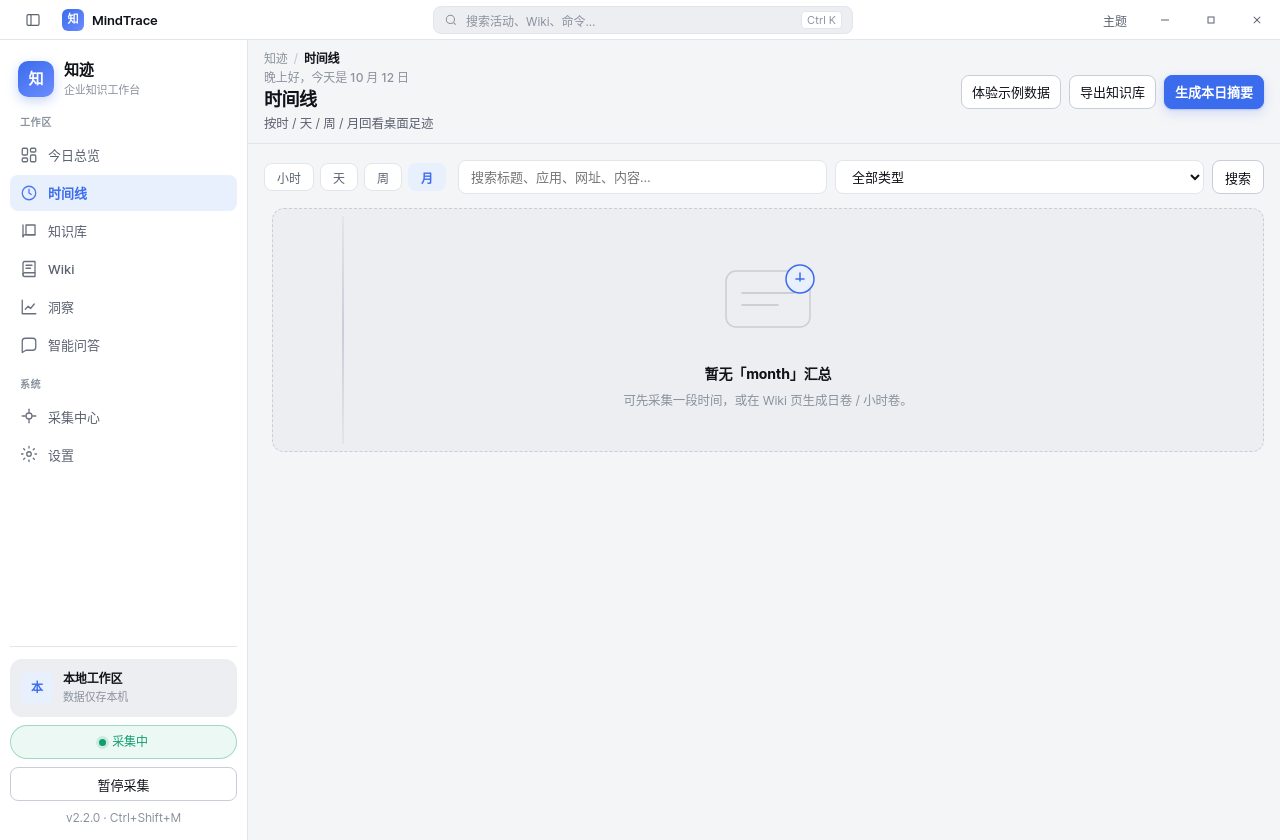 知 MindTrace
搜索活动、Wiki、命令... Ctrl K
主题
知 知迹
企业知识工作台
工作区
今日总览
时间线
知识库
Wiki
洞察
智能问答
系统
采集中心
设置
本 本地工作区
数据仅存本机
采集中
暂停采集
v2.2.0 · Ctrl+Shift+M
知迹 / 时间线
晚上好，今天是 10 月 12 日
时间线
按时 / 天 / 周 / 月回看桌面足迹
体验示例数据 导出知识库 生成本日摘要
小时 天 周 月 搜索标题、应用、网址、内容... 全部类型 搜索
暂无「month」汇总
可先采集一段时间，或在 Wiki 页生成日卷 / 小时卷。